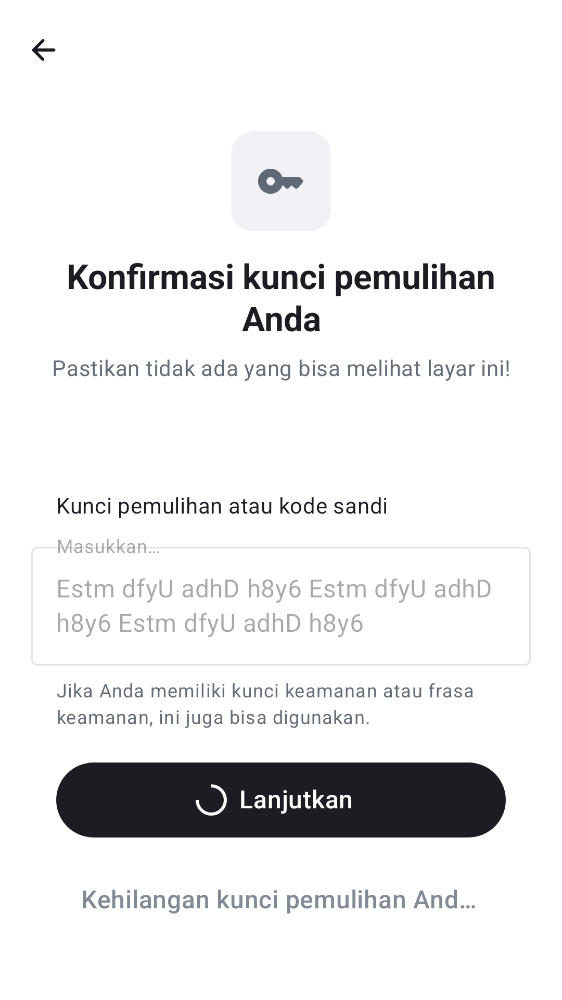 Konfirmasi kunci pemulihan
Anda
Pastikan tidak ada yang bisa melihat layar ini!
Kunci pemulihan atau kode sandi
Masukkan…
Estm dfyU adhD h8y6 Estm dfyU adhD
h8y6 Estm dfyU adhD h8y6
Jika Anda memiliki kunci keamanan atau frasa
keamanan, ini juga bisa digunakan.
Lanjutkan
Kehilangan kunci pemulihan And…